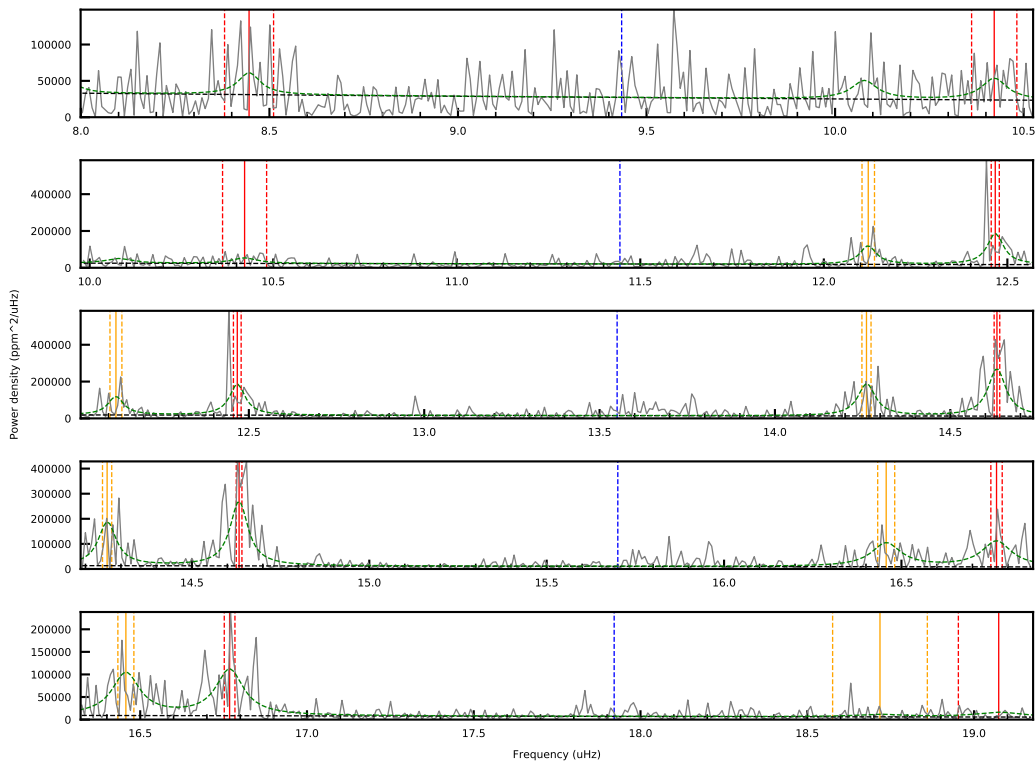 100000
50000
0
8.0 8.5 9.0 9.5 10.0 10.5
400000
200000
0
10.0 10.5 11.0 11.5 12.0 12.5
Power density (ppm^2/uHz)
400000
200000
0
12.5 13.0 13.5 14.0 14.5
400000
300000
200000
100000
0
14.5 15.0 15.5 16.0 16.5
200000
150000
100000
50000
0
16.5 17.0 17.5 18.0 18.5 19.0
Frequency (uHz)